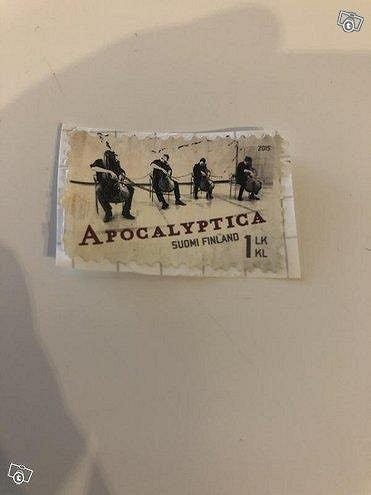 2015
APOCALYPTICA
SUOMI FINLAND
1 LK
KL